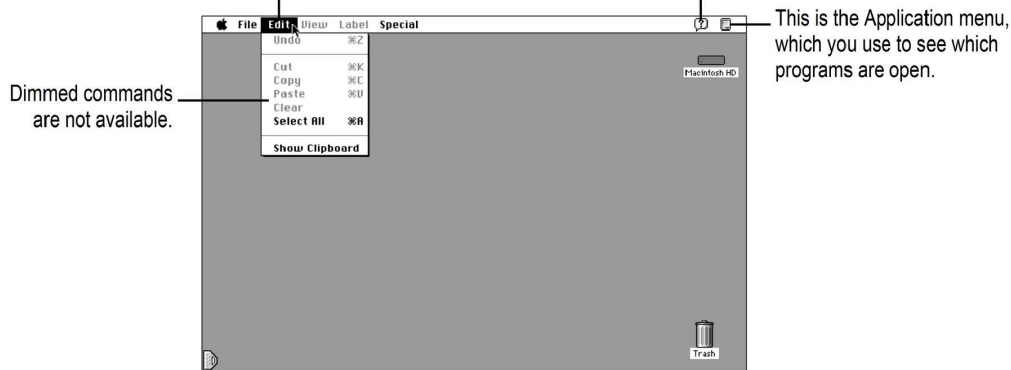 File Edit View Label Special
This is the Application menu,
which you use to see which
programs are open.
Undo ⌘Z
Cut ⌘K
Copy ⌘C
Paste ⌘V
Clear
Select All ⌘A
Show Clipboard
Macintosh HD
Dimmed commands
are not available.
Trash